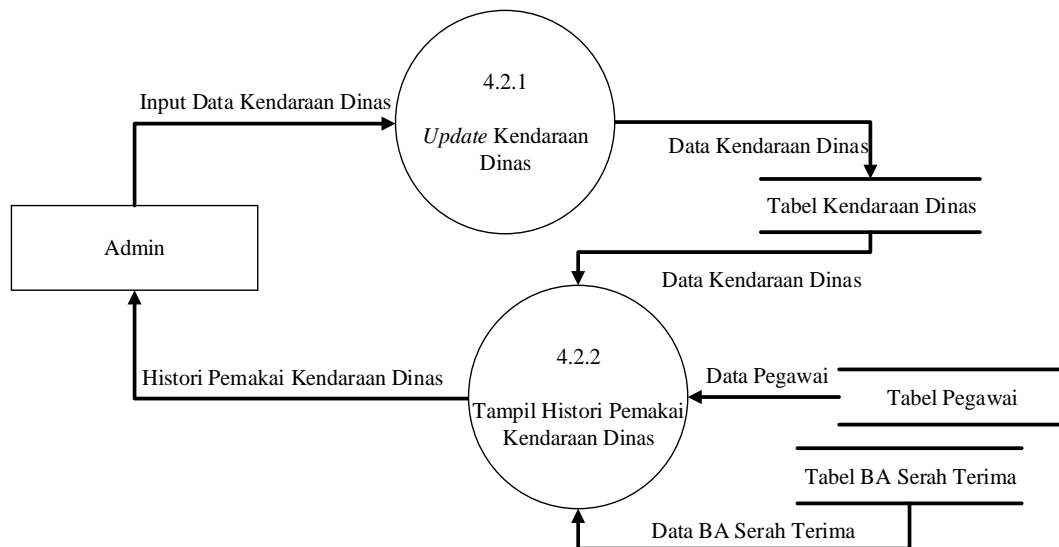 4.2.1
Update Kendaraan
Dinas
Input Data Kendaraan Dinas
Data Kendaraan Dinas
Tabel Kendaraan Dinas
Admin
Data Kendaraan Dinas
4.2.2
Tampil Histori Pemakai
Kendaraan Dinas
Histori Pemakai Kendaraan Dinas
Data Pegawai
Tabel Pegawai
Tabel BA Serah Terima
Data BA Serah Terima